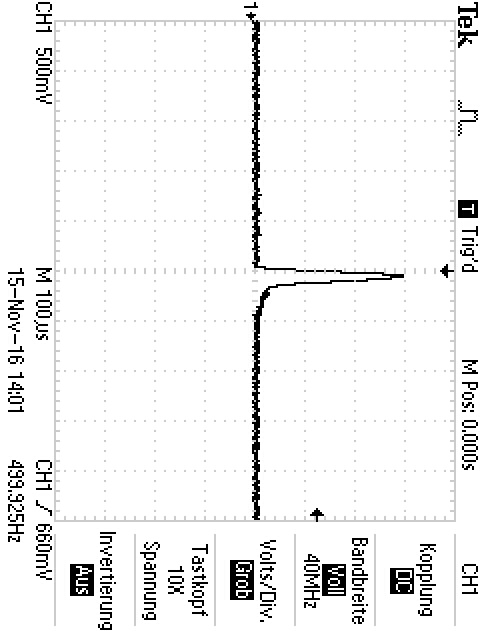 Tek
T Trig'd
M Pos: 0.000s
CH1
Kopplung
DC
Bandbreite
Voll
40MHz
Volts/Div.
Grob
Tastkopf
10X
Spannung
Invertierung
Aus
1
CH1 500mV
M 100µs
CH1 / 660mV
15-Nov-16 14:01
499.925Hz